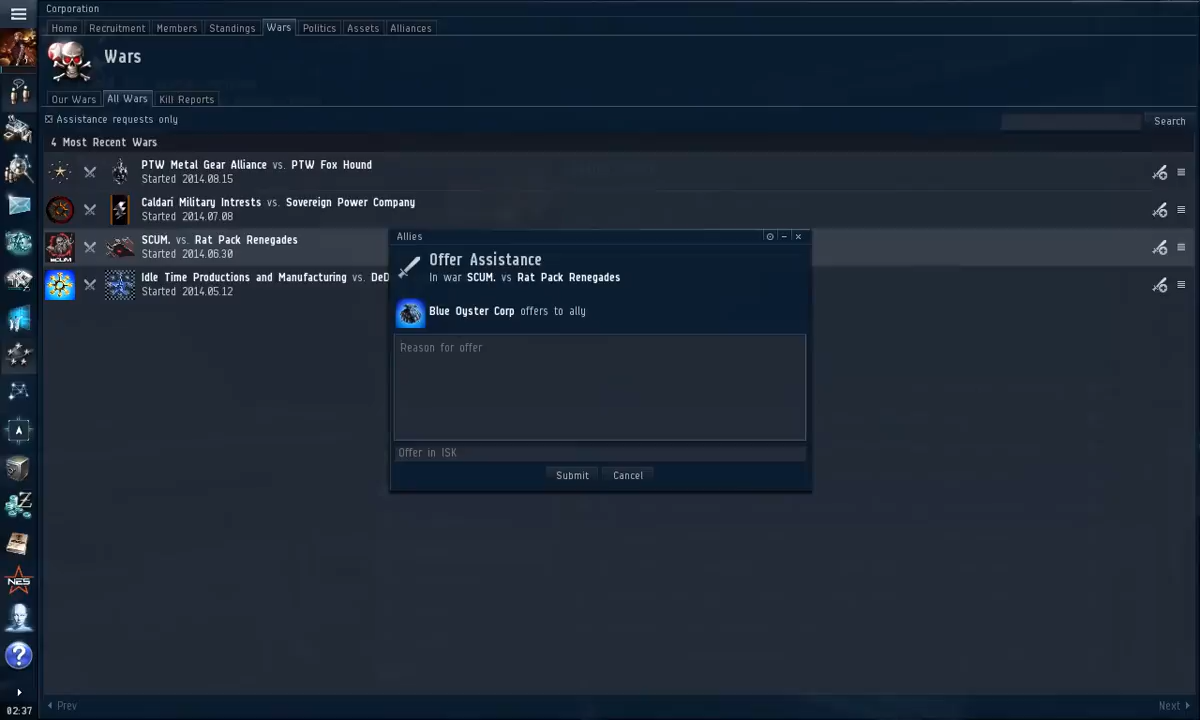 Corporation
Home Recruitment Members Standings Wars Politics Assets Alliances
Wars
Our Wars All Wars Kill Reports
Assistance requests only
Search
4 Most Recent Wars
PTW Metal Gear Alliance vs. PTW Fox Hound
Started 2014.08.15
Caldari Military Intrests vs. Sovereign Power Company
Started 2014.07.08
SCUM. vs. Rat Pack Renegades
Started 2014.06.30
Idle Time Productions and Manufacturing vs. DeD
Started 2014.05.12
Allies
Offer Assistance
In war SCUM. vs Rat Pack Renegades
Blue Oyster Corp offers to ally
Reason for offer
Offer in ISK
Submit Cancel
SCUM
NES
?
02:37
Prev Next